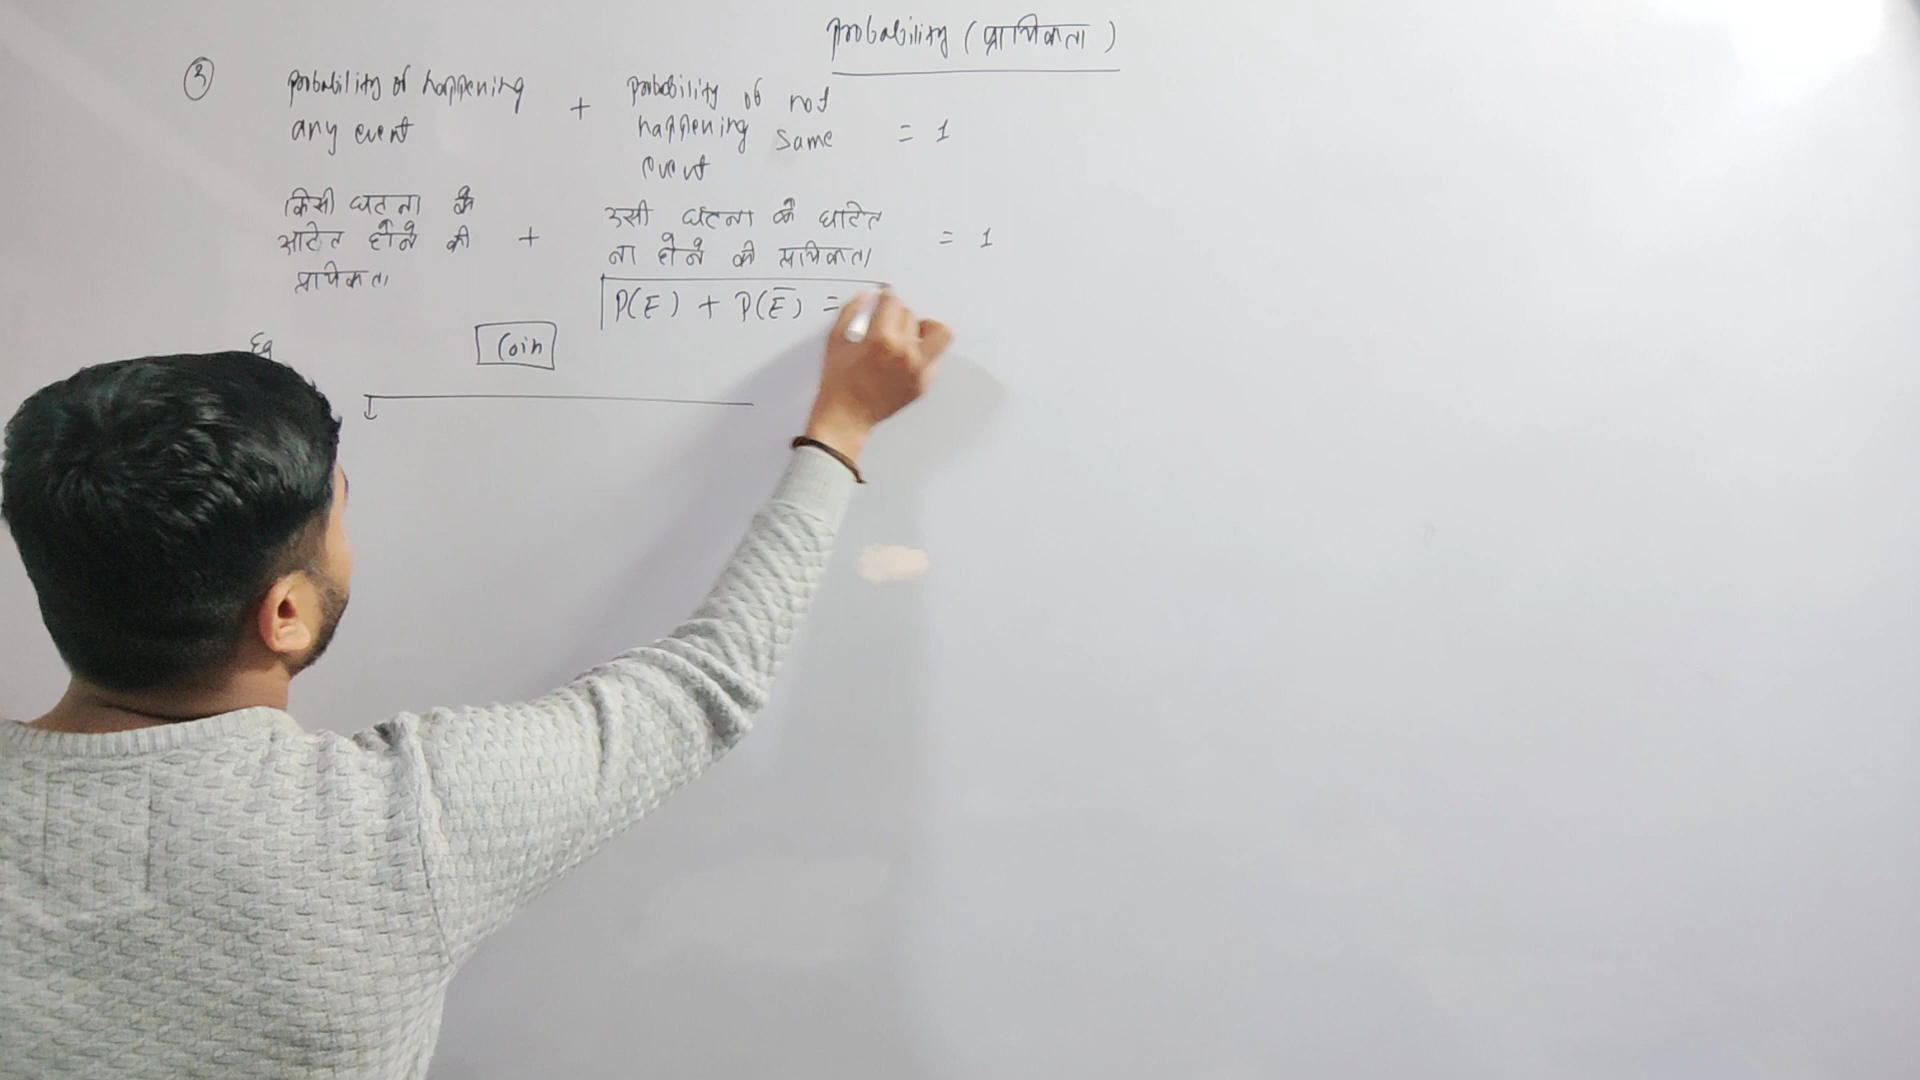 Probability (प्रायिकता)
③ probability of happening + probability of not
any event happening same = 1
event
किसी घटना के उसी घटना के घटित
घटित होने की + ना होने की प्रायिकता = 1
प्रायिकता
P(E) + P(E̅) =
Eg Coin